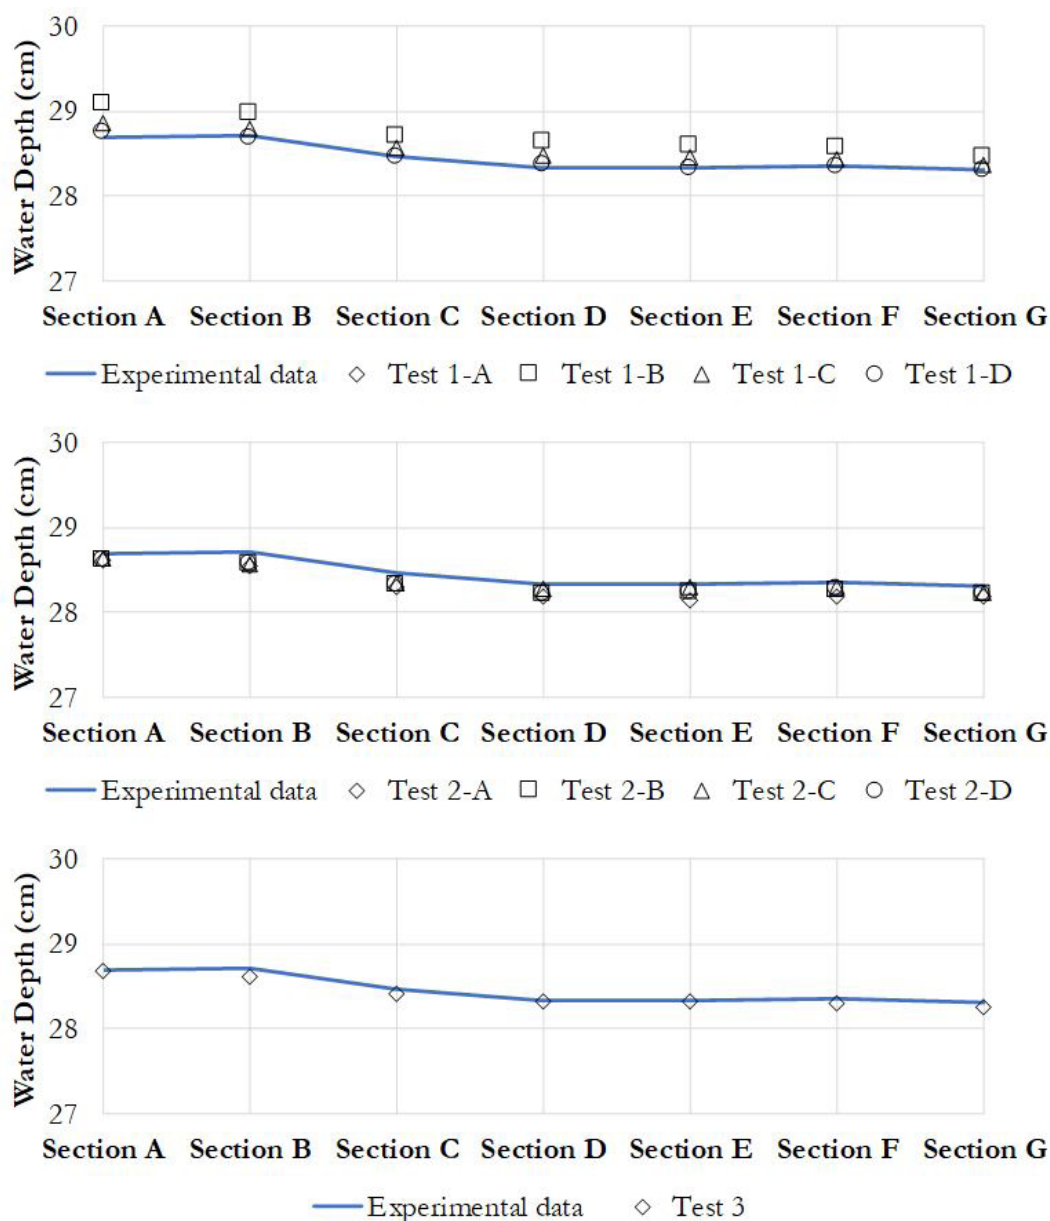 30
29
28
27
Water Depth (cm)
Section A Section B Section C Section D Section E Section F Section G
Experimental data Test 1-A Test 1-B Test 1-C Test 1-D
30
29
28
27
Water Depth (cm)
Section A Section B Section C Section D Section E Section F Section G
Experimental data Test 2-A Test 2-B Test 2-C Test 2-D
30
29
28
27
Water Depth (cm)
Section A Section B Section C Section D Section E Section F Section G
Experimental data Test 3